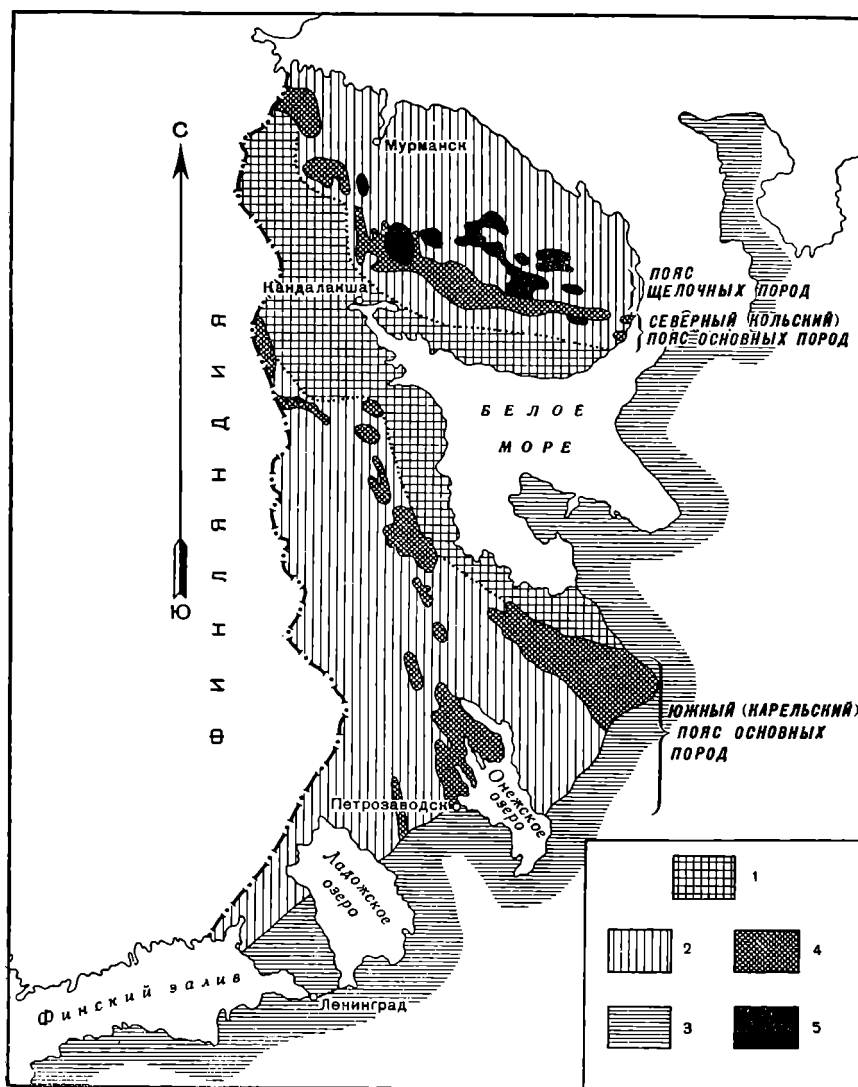 С
Мурманск
ПОЯС
ЩЕЛОЧНЫХ ПОРОД
Кандалакша
СЕВЕРНЫЙ (КОЛЬСКИЙ)
ПОЯС ОСНОВНЫХ ПОРОД
БЕЛОЕ
МОРЕ
ФИНЛЯНДИЯ
Ю
ЮЖНЫЙ (КАРЕЛЬСКИЙ)
ПОЯС ОСНОВНЫХ
ПОРОД
Петрозаводск
Онежское
озеро
Ладожское
озеро
Финский залив
Ленинград
1
2
4
3
5